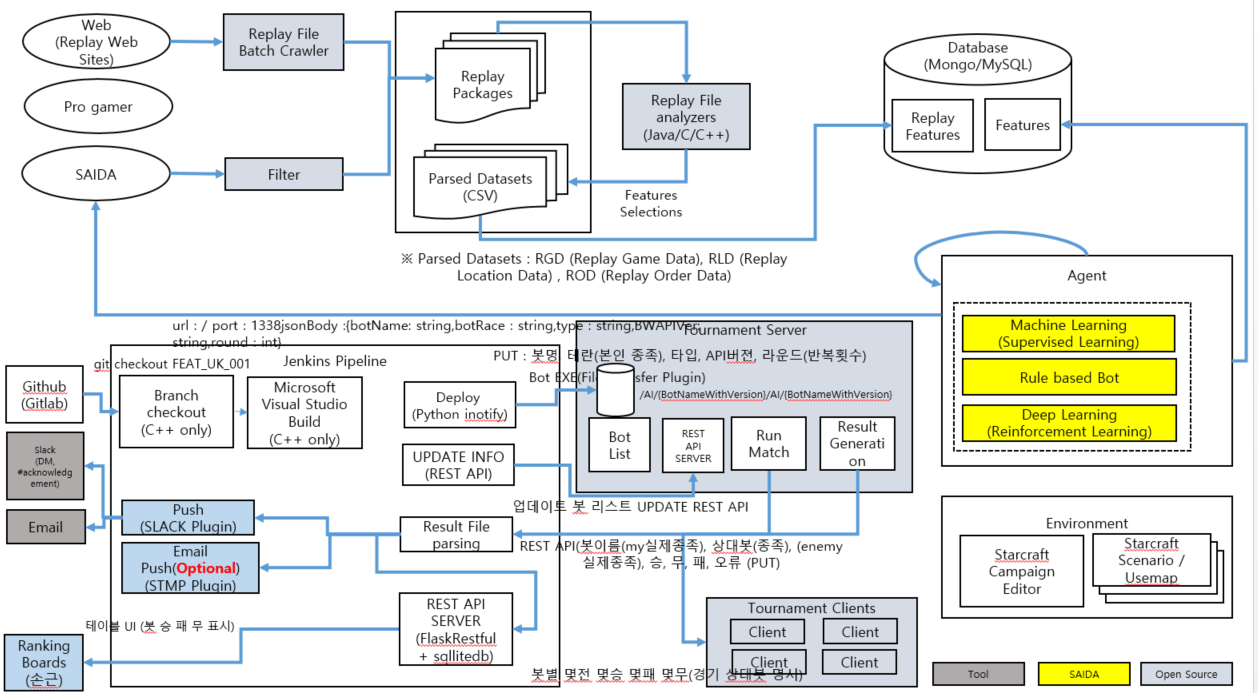 Web
(Replay Web
Sites)
Replay File
Batch Crawler
Pro gamer
SAIDA
Filter
Replay
Packages
Parsed Datasets
(CSV)
Replay File
analyzers
(Java/C/C++)
Features
Selections
※ Parsed Datasets : RGD (Replay Game Data), RLD (Replay
Location Data) , ROD (Replay Order Data)
Database
(Mongo/MySQL)
Replay
Features
Features
Agent
Machine Learning
(Supervised Learning)
Rule based Bot
Deep Learning
(Reinforcement Learning)
url : / port : 1338jsonBody :{botName: string,botRace : string,type : string,BWAPIVer:
string,round : int}
git checkout FEAT_UK_001
Jenkins Pipeline
Github
(Gitlab)
Branch
checkout
(C++ only)
Microsoft
Visual Studio
Build
(C++ only)
Slack
(DM,
#acknowledg
ement)
Email
Push
(SLACK Plugin)
Email
Push(Optional)
(STMP Plugin)
Deploy
(Python inotify)
UPDATE INFO
(REST API)
Result File
parsing
REST API
SERVER
(FlaskRestful
+ sqllitedb)
테이블 UI (봇 승 패 무 표시)
Ranking
Boards
(손근)
Tournament Server
PUT : 봇명, 테란(본인 종족), 타입, API버젼, 라운드(반복횟수)
Bot EXE(File Transfer Plugin)
/AI/{BotNameWithVersion}/AI/{BotNameWithVersion}
Bot
List
REST
API
SERVER
Run
Match
Result
Generati
on
업데이트 봇 리스트 UPDATE REST API
REST API(봇이름(my실제종족), 상대봇(종족), (enemy
실제종족), 승, 무, 패, 오류 (PUT)
Tournament Clients
Client
Client
Client
Client
봇별 몇전 몇승 몇패 몇무(경기 상대봇 명시)
Environment
Starcraft
Campaign
Editor
Starcraft
Scenario /
Usemap
Tool
SAIDA
Open Source